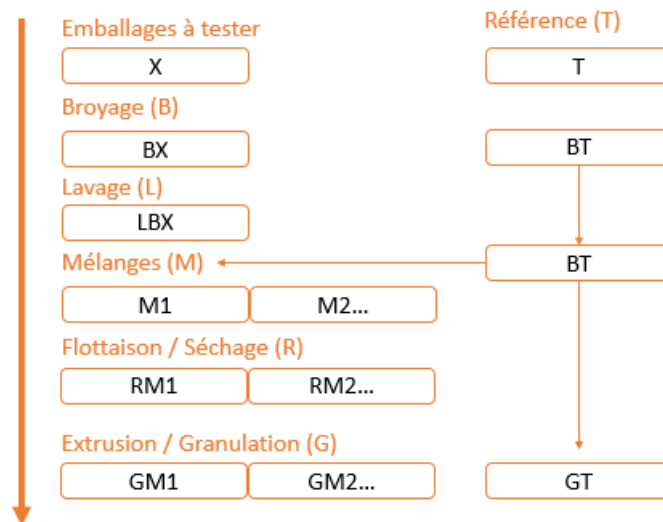 Emballages à tester
Référence (T)
X
T
Broyage (B)
BX
BT
Lavage (L)
LBX
Mélanges (M)
BT
M1
M2...
Flottaison / Séchage (R)
RM1
RM2...
Extrusion / Granulation (G)
GM1
GM2...
GT